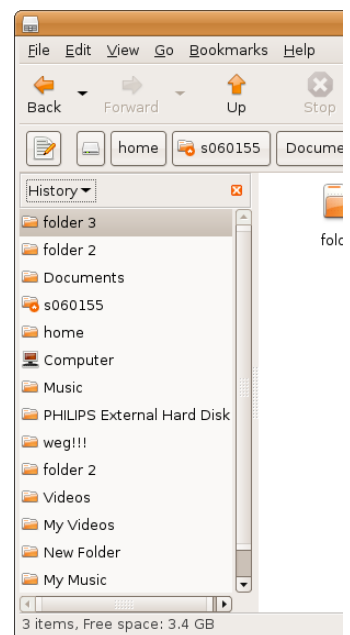 File Edit View Go Bookmarks Help
Back Forward Up Stop
home s060155 Docume
History
folder 3
fold
folder 2
Documents
s060155
home
Computer
Music
PHILIPS External Hard Disk
weg!!!
folder 2
Videos
My Videos
New Folder
My Music
3 items, Free space: 3.4 GB